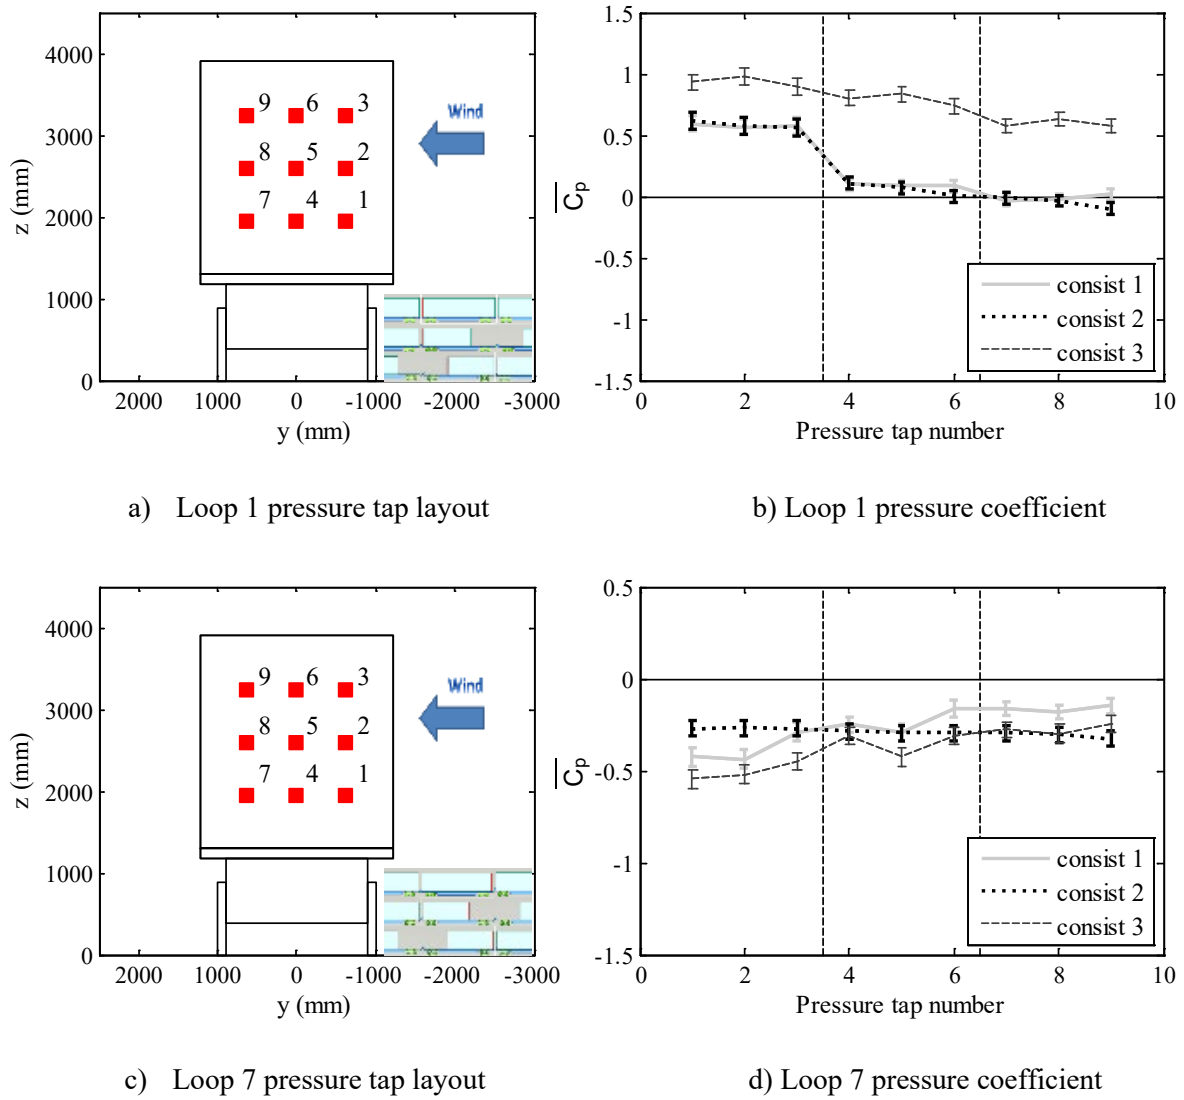 4000
3000
2000
1000
0
z (mm)
9 6 3
8 5 2
7 4 1
Wind
2000 1000 0 -1000 -2000 -3000
y (mm)
1.5
1
0.5
0
-0.5
-1
-1.5
Cp
consist 1
consist 2
consist 3
0 2 4 6 8 10
Pressure tap number
a) Loop 1 pressure tap layout
b) Loop 1 pressure coefficient
4000
3000
2000
1000
0
z (mm)
9 6 3
8 5 2
7 4 1
Wind
2000 1000 0 -1000 -2000 -3000
y (mm)
0.5
0
-0.5
-1
-1.5
Cp
consist 1
consist 2
consist 3
0 2 4 6 8 10
Pressure tap number
c) Loop 7 pressure tap layout
d) Loop 7 pressure coefficient